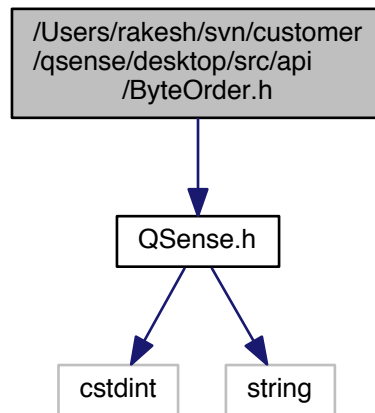 /Users/rakesh/svn/customer
/qsense/desktop/src/api
/ByteOrder.h
QSense.h
cstdint
string